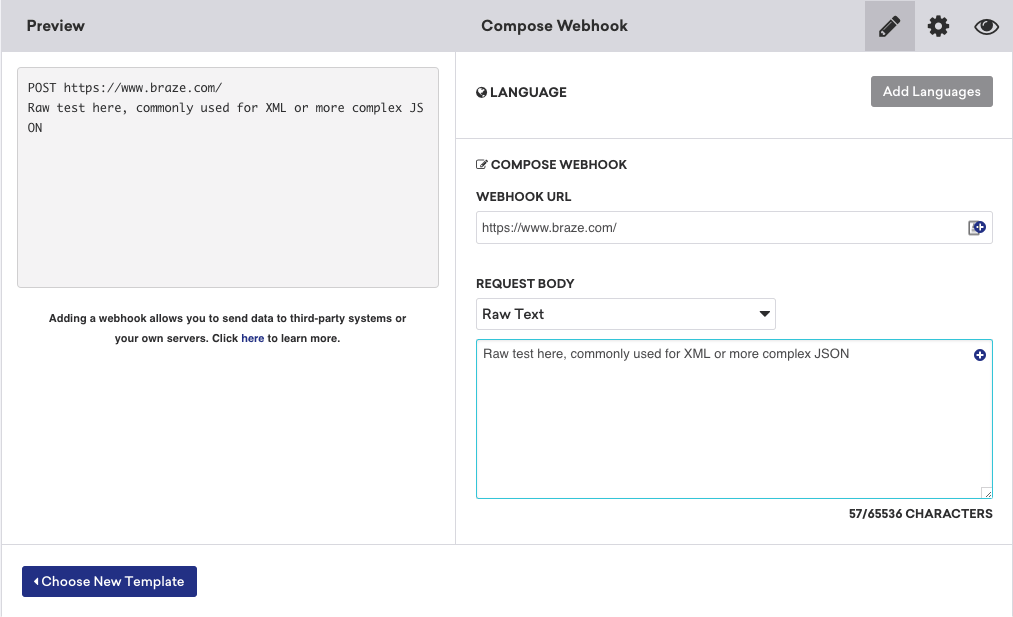 Preview
POST https://www.braze.com/
Raw test here, commonly used for XML or more complex JS
ON
Adding a webhook allows you to send data to third-party systems or
your own servers. Click here to learn more.
Compose Webhook
LANGUAGE
Add Languages
COMPOSE WEBHOOK
WEBHOOK URL
https://www.braze.com/
REQUEST BODY
Raw Text
Raw test here, commonly used for XML or more complex JSON
57/65536 CHARACTERS
Choose New Template